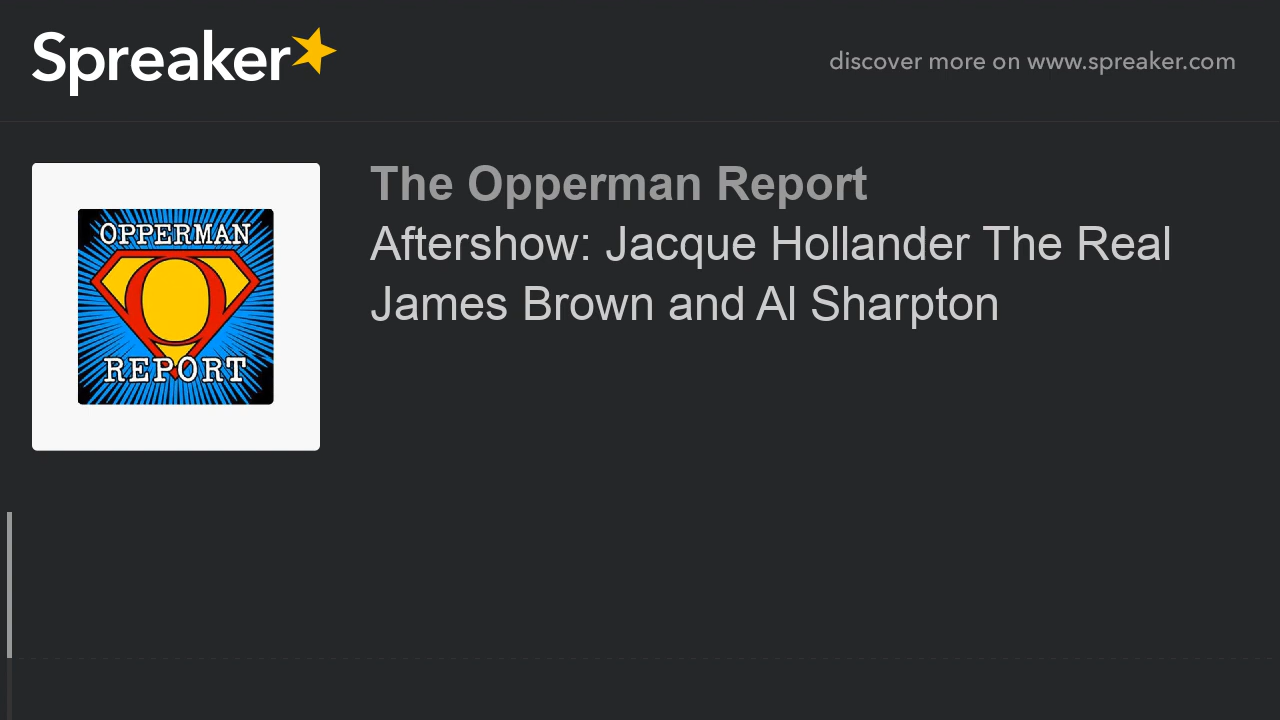 Spreaker
discover more on www.spreaker.com
OPPERMAN
REPORT
The Opperman Report
Aftershow: Jacque Hollander The Real
James Brown and Al Sharpton